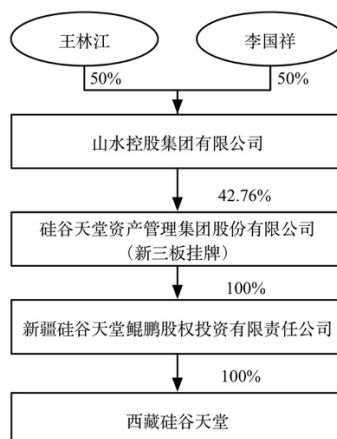 王林江
李国祥
50%
50%
山水控股集团有限公司
42.76%
硅谷天堂资产管理集团股份有限公司
（新三板挂牌）
100%
新疆硅谷天堂鲲鹏股权投资有限责任公司
100%
西藏硅谷天堂